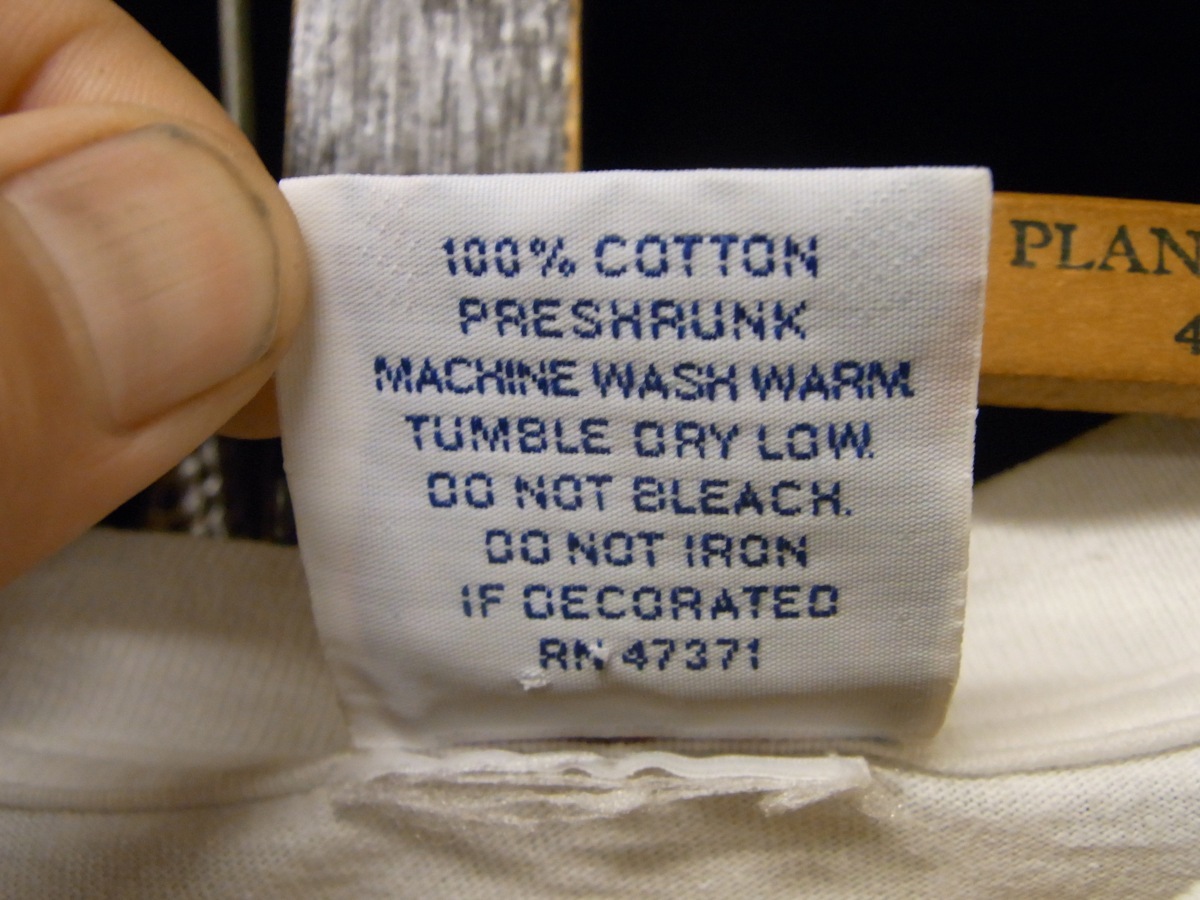 100% COTTON
PRESHRUNK
MACHINE WASH WARM.
TUMBLE DRY LOW.
DO NOT BLEACH.
DO NOT IRON
IF DECORATED
RN 47371
PLAN
4